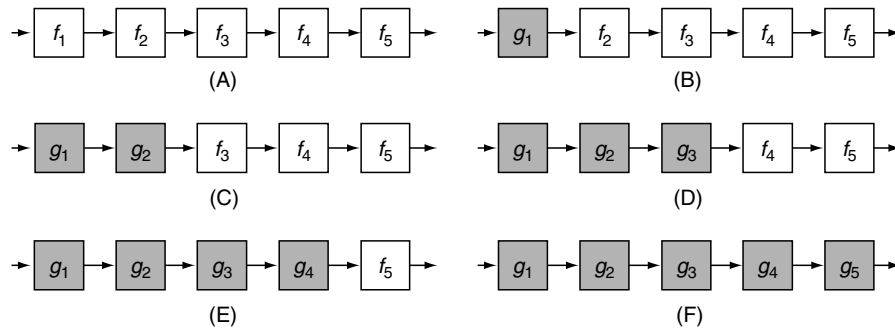 f1 f2 f3 f4 f5
(A)
g1 f2 f3 f4 f5
(B)
g1 g2 f3 f4 f5
(C)
g1 g2 g3 f4 f5
(D)
g1 g2 g3 g4 f5
(E)
g1 g2 g3 g4 g5
(F)